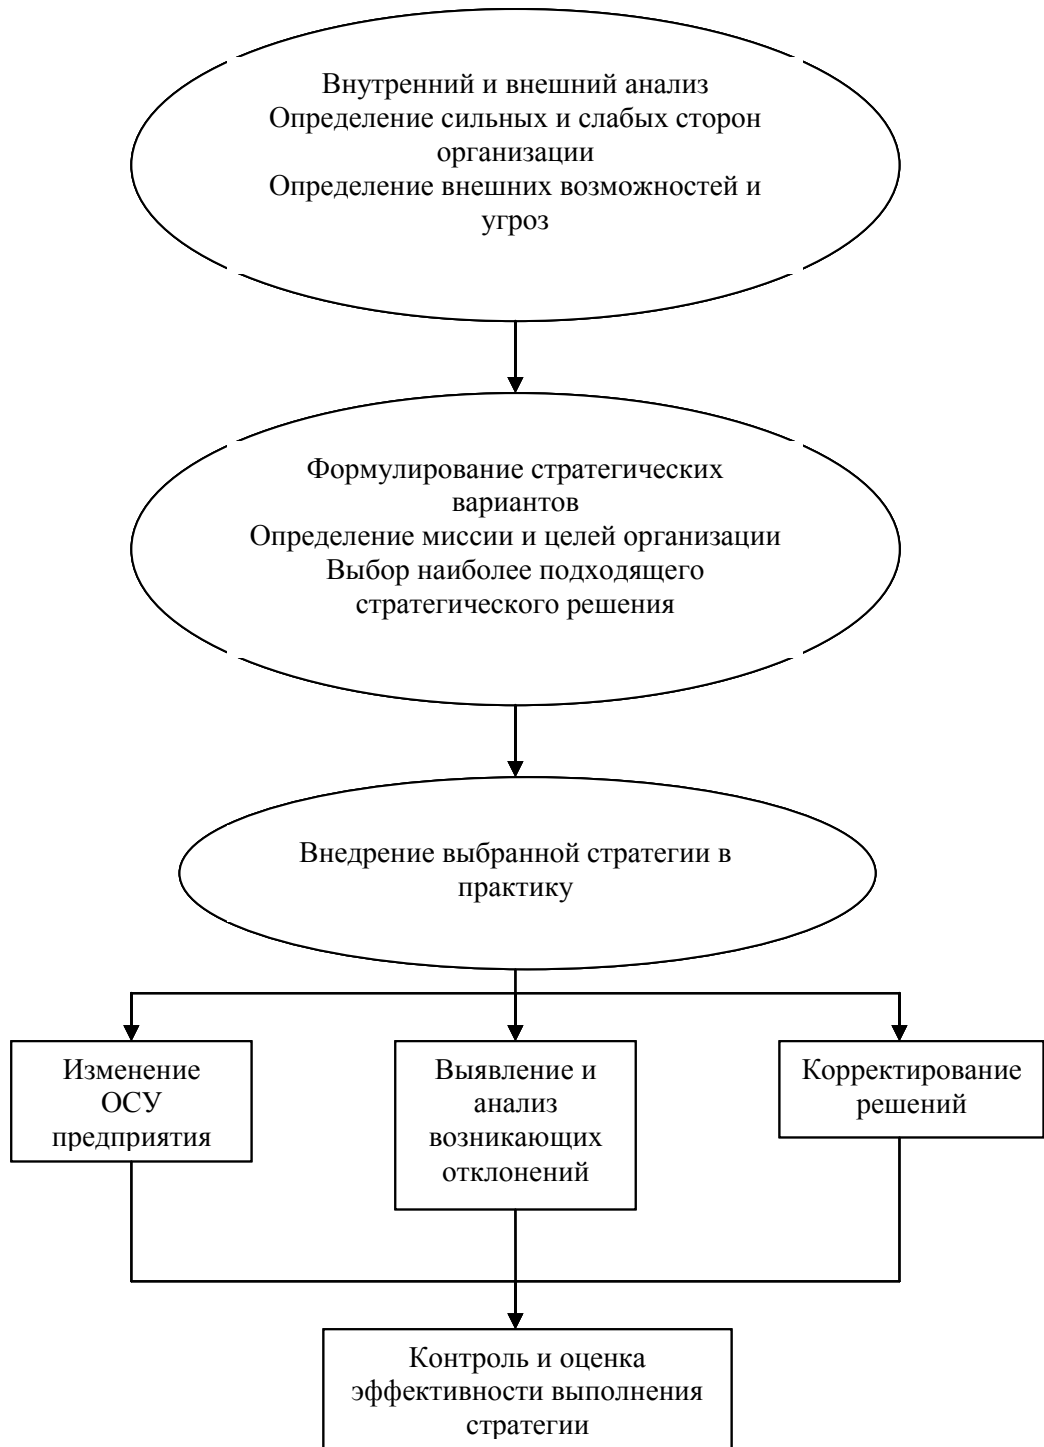 Внутренний и внешний анализ
Определение сильных и слабых сторон
организации
Определение внешних возможностей и
угроз
Формулирование стратегических
вариантов
Определение миссии и целей организации
Выбор наиболее подходящего
стратегического решения
Внедрение выбранной стратегии в
практику
Изменение
ОСУ
предприятия
Выявление и
анализ
возникающих
отклонений
Корректирование
решений
Контроль и оценка
эффективности выполнения
стратегии